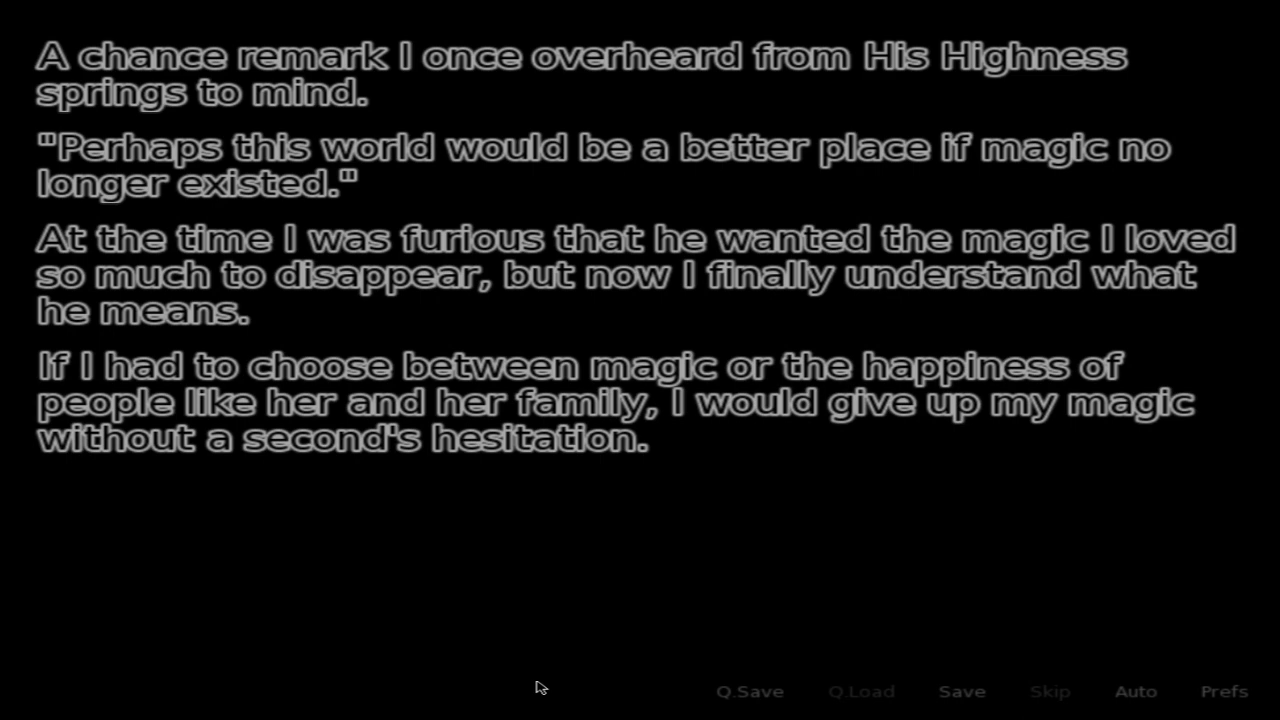 A chance remark I once overheard from His Highness
springs to mind.
"Perhaps this world would be a better place if magic no
longer existed."
At the time I was furious that he wanted the magic I loved
so much to disappear, but now I finally understand what
he means.
If I had to choose between magic or the happiness of
people like her and her family, I would give up my magic
without a second's hesitation.
Q.Save Q.Load Save Skip Auto Prefs